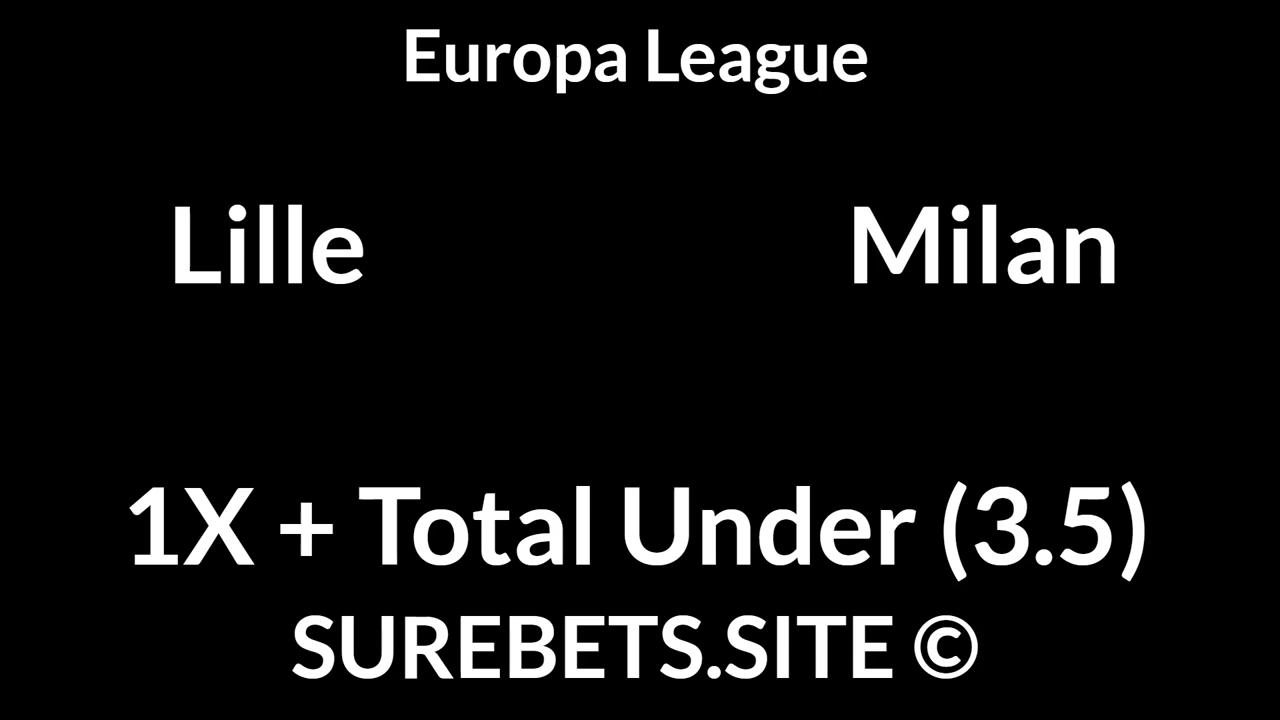 Europa League
Lille Milan
1X + Total Under (3.5)
SUREBETS.SITE ©